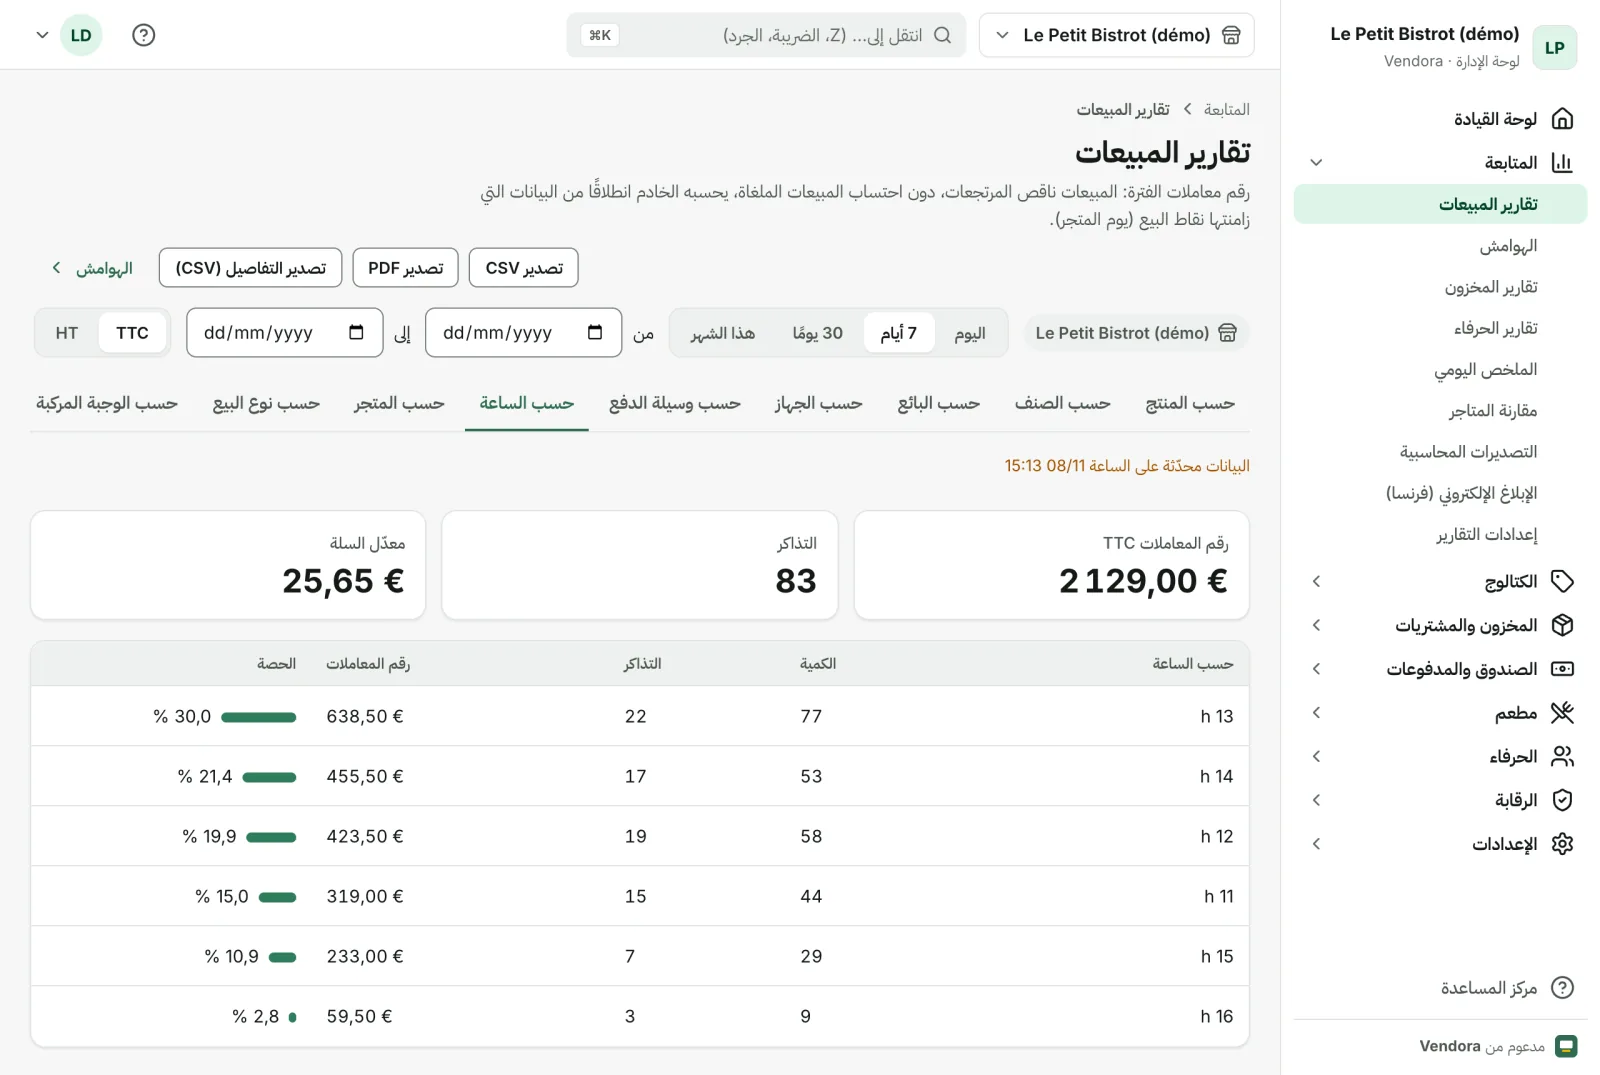 Le Petit Bistrot (démo)
لوحة الإدارة · Vendora
LP
لوحة القيادة
المتابعة
تقارير المبيعات
الهوامش
تقارير المخزون
تقارير الحرفاء
الملخص اليومي
مقارنة المتاجر
التصديرات المحاسبية
الإبلاغ الإلكتروني (فرنسا)
إعدادات التقارير
الكتالوج
المخزون والمشتريات
الصندوق والمدفوعات
مطعم
الحرفاء
الرقابة
الإعدادات
مركز المساعدة
مدعوم من Vendora
Le Petit Bistrot (démo)
انتقل إلى... (Z، الضريبة، الجرد)
⌘K
LD
المتابعة
تقارير المبيعات
تقارير المبيعات
رقم معاملات الفترة: المبيعات ناقص المرتجعات، دون احتساب المبيعات الملغاة، يحسبه الخادم انطلاقًا من البيانات التي
زامنتها نقاط البيع (يوم المتجر).
تصدير CSV
تصدير PDF
تصدير التفاصيل (CSV)
الهوامش
Le Petit Bistrot (démo)
اليوم
7 أيام
30 يومًا
هذا الشهر
من
dd/mm/yyyy
إلى
dd/mm/yyyy
TTC
HT
حسب المنتج
حسب الصنف
حسب البائع
حسب الجهاز
حسب وسيلة الدفع
حسب الساعة
حسب المتجر
حسب نوع البيع
حسب الوجبة المركبة
البيانات محدّثة على الساعة 08/11 15:13
رقم المعاملات TTC
2 129,00 €
التذاكر
83
معدّل السلة
25,65 €
حسب الساعة الكمية التذاكر رقم المعاملات الحصة
13 h 77 22 638,50 € 30,0 %
14 h 53 17 455,50 € 21,4 %
12 h 58 19 423,50 € 19,9 %
11 h 44 15 319,00 € 15,0 %
15 h 29 7 233,00 € 10,9 %
16 h 9 3 59,50 € 2,8 %